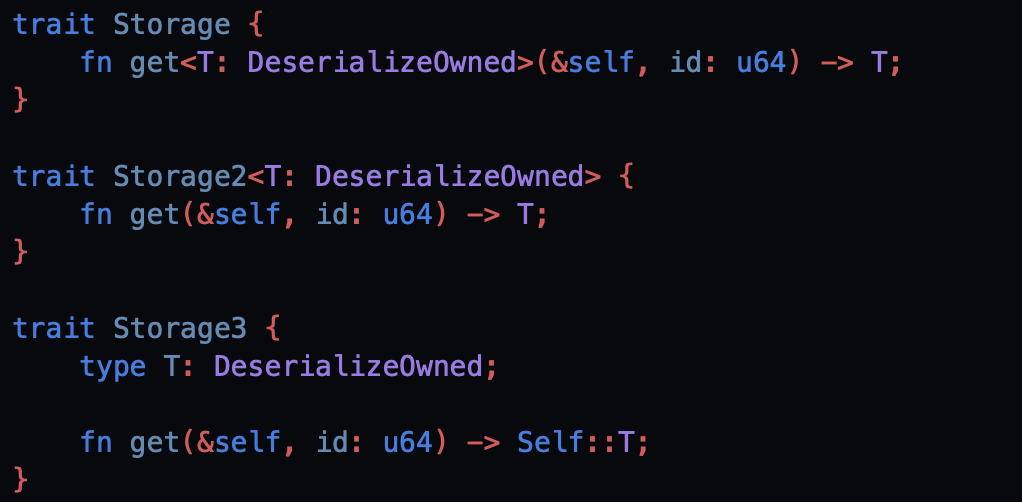 trait Storage {
    fn get<T: DeserializeOwned>(&self, id: u64) -> T;
}

trait Storage2<T: DeserializeOwned> {
    fn get(&self, id: u64) -> T;
}

trait Storage3 {
    type T: DeserializeOwned;

    fn get(&self, id: u64) -> Self::T;
}